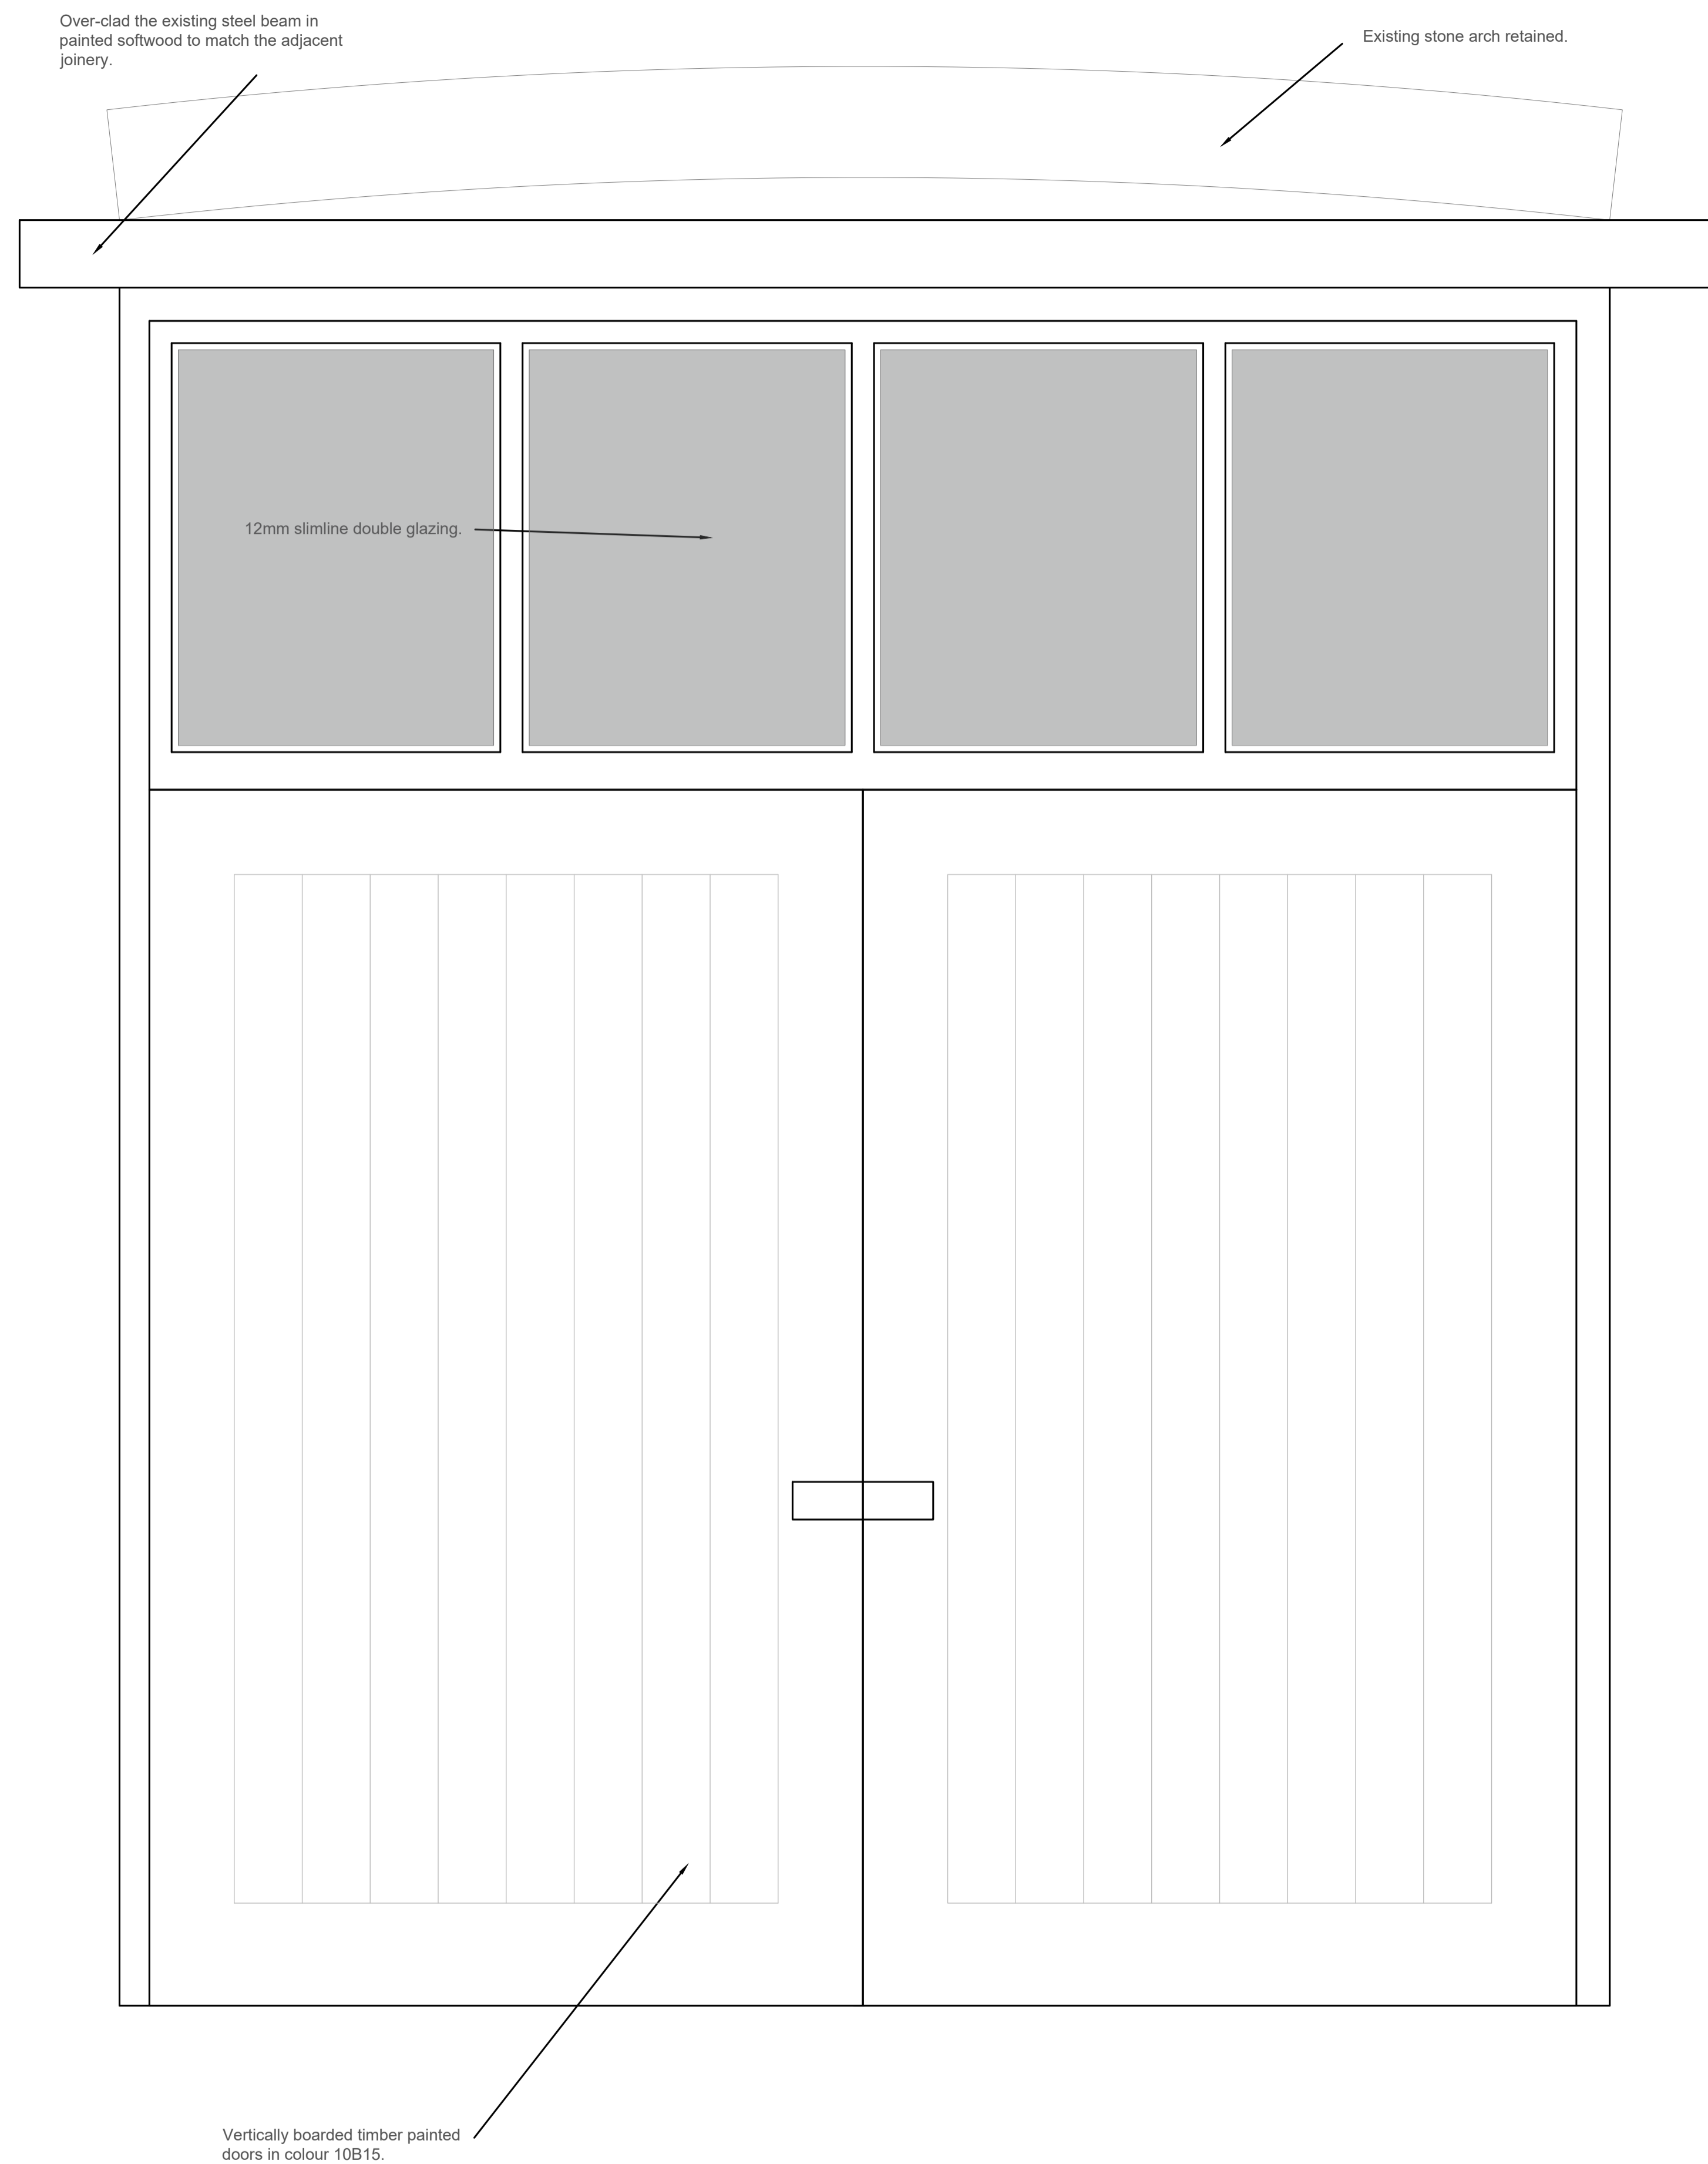 Over-clad the existing steel beam in
painted softwood to match the adjacent
joinery.
Existing stone arch retained.
12mm slimline double glazing.
Vertically boarded timber painted
doors in colour 10B15.